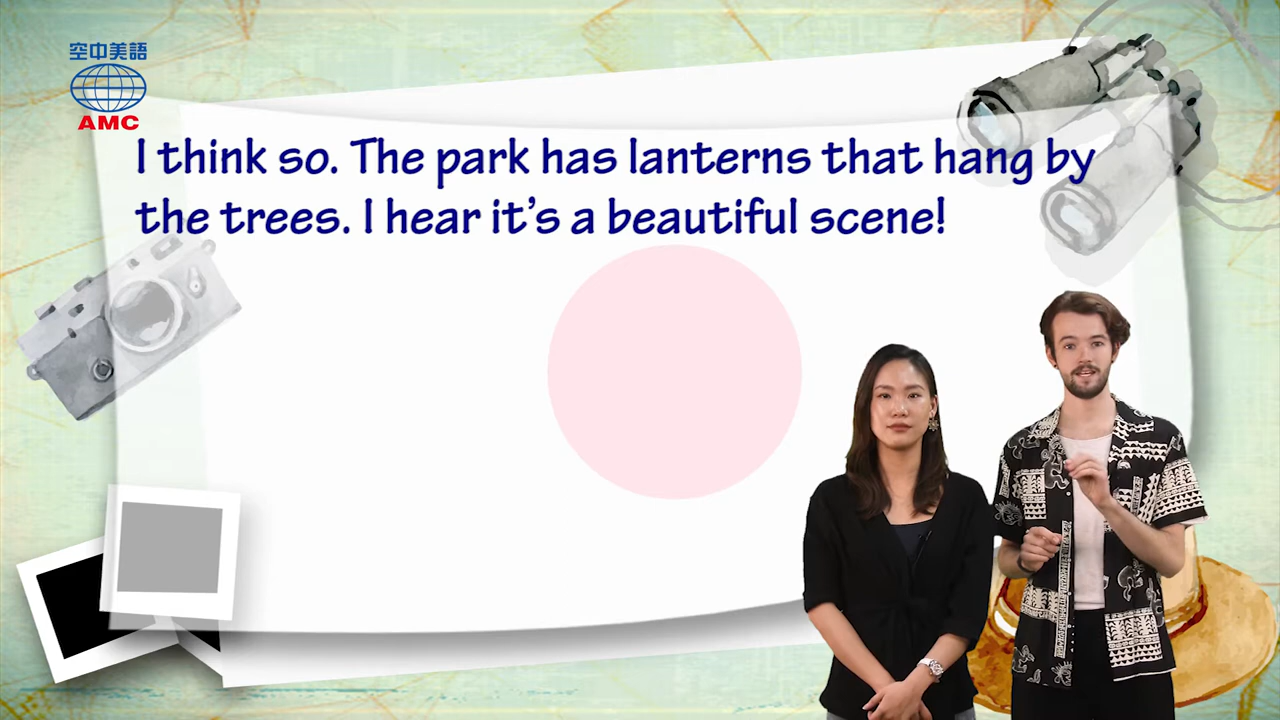 空中美語
AMC
I think so. The park has lanterns that hang by
the trees. I hear it's a beautiful scene!